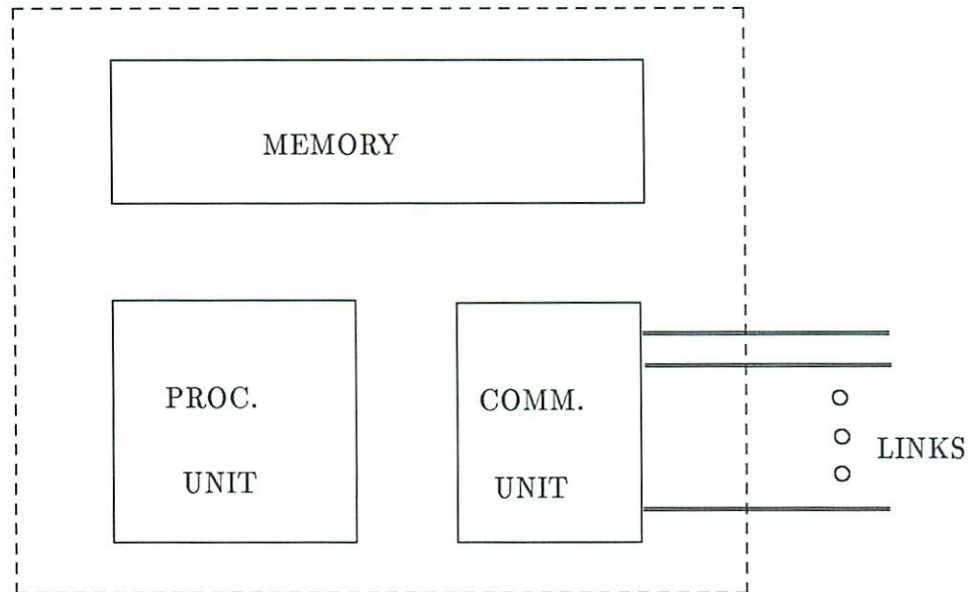 MEMORY
PROC.
UNIT
COMM.
UNIT
LINKS